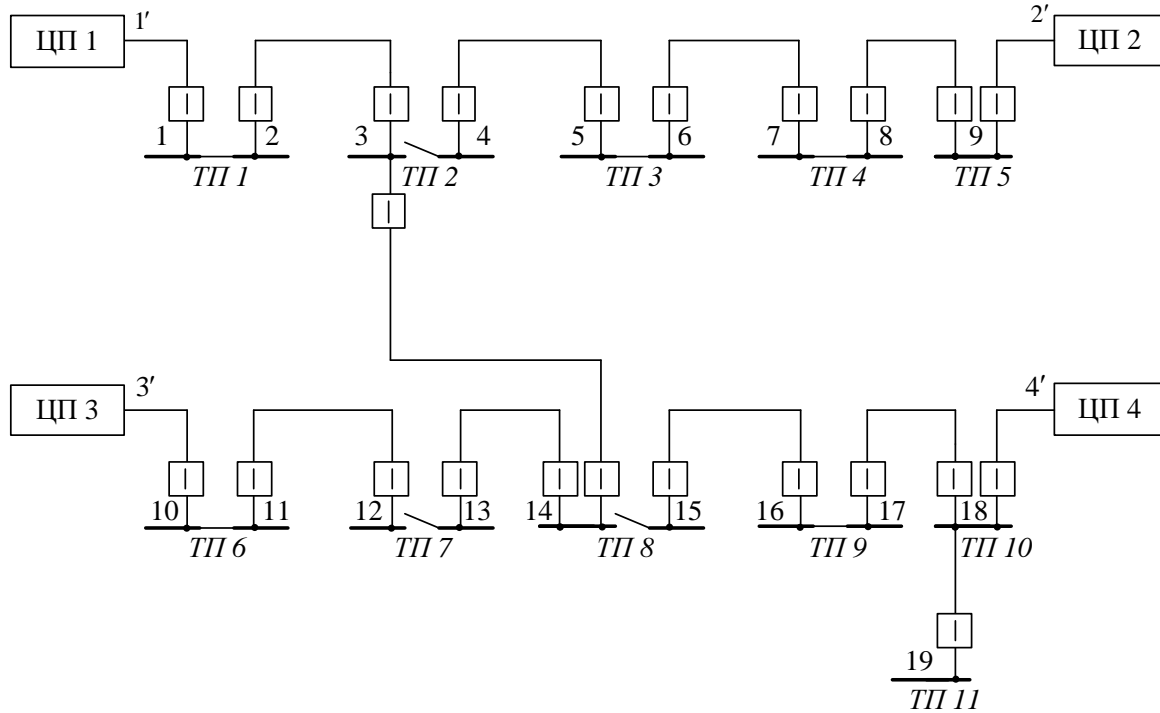 ЦП 1 1′ 2′ ЦП 2
1 2 3 4 5 6 7 8 9
ТП 1 ТП 2 ТП 3 ТП 4 ТП 5
ЦП 3 3′ 4′ ЦП 4
10 11 12 13 14 15 16 17 18
ТП 6 ТП 7 ТП 8 ТП 9 ТП 10
19
ТП 11